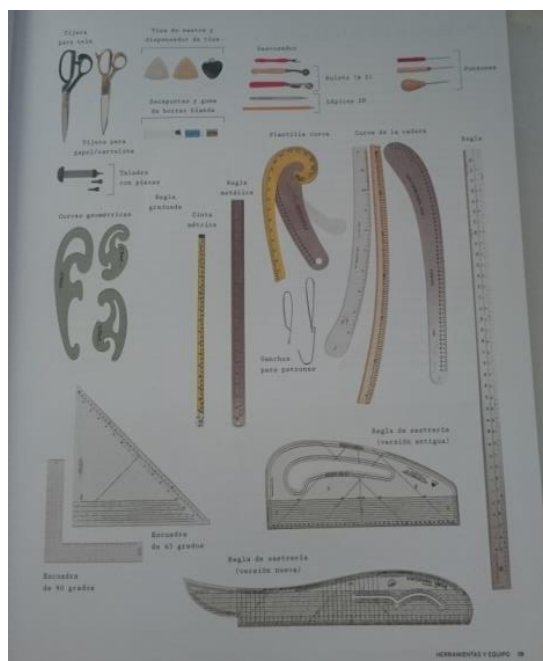 Tijera
para tela
Tiza de sastre y
dispensador de tiza
Desgastador
Ruleta (x 2)
Lápices 2H
Punzones
Sacapuntas y goma
de borrar blanda
Tijera para
papel/cartulina
Taladro
con piezas
Plantilla curva
Curva de la cadera
Regla
Curvas geométricas
Regla
graduada
Cinta
métrica
Regla
metálica
Ganchos
para patrones
Regla de sastrería
(versión antigua)
Escuadra
de 45 grados
Escuadra
de 90 grados
Regla de sastrería
(versión nueva)
HERRAMIENTAS Y EQUIPO